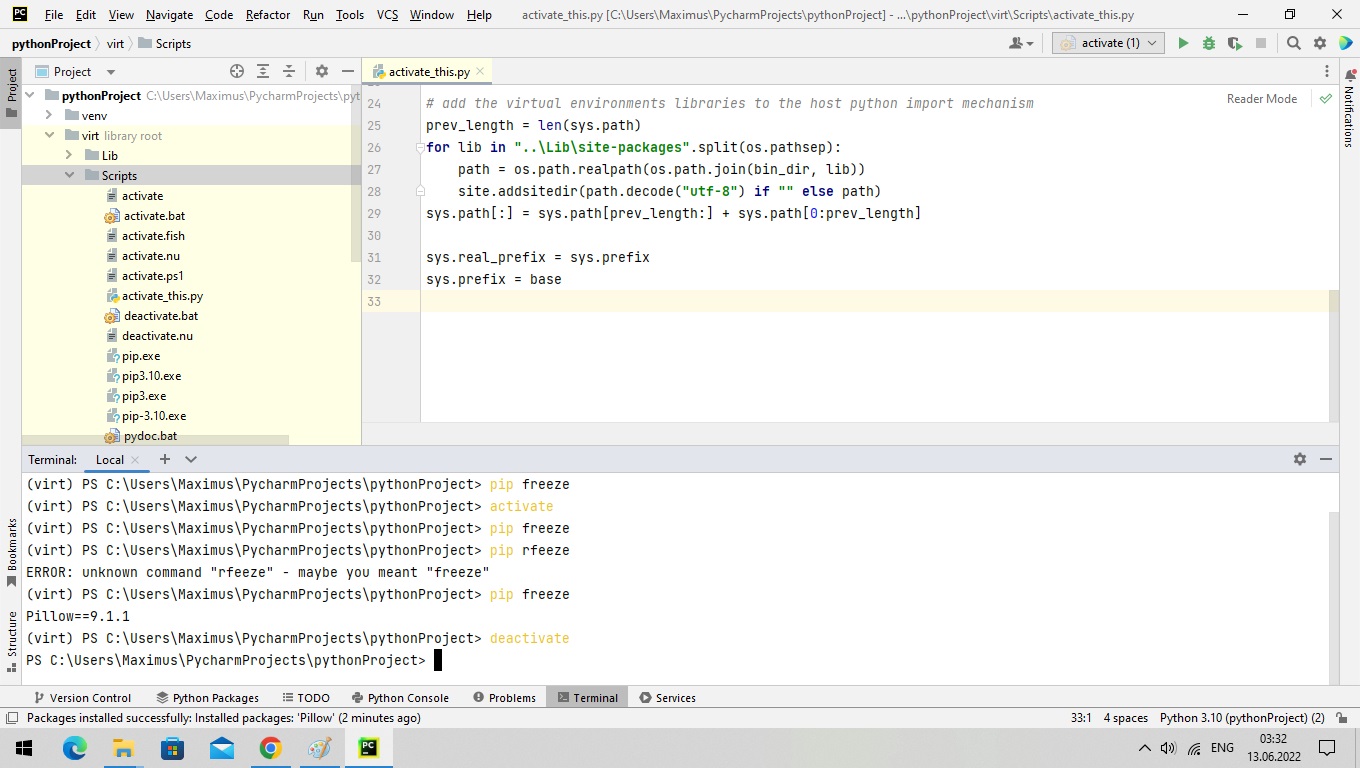 PC File Edit View Navigate Code Refactor Run Tools VCS Window Help activate_this.py [C:\Users\Maximus\PycharmProjects\pythonProject] - ...\pythonProject\virt\Scripts\activate_this.py
pythonProject virt Scripts activate (1)
Project
Project
pythonProject C:\Users\Maximus\PycharmProjects\pyt
venv
virt library root
Lib
Scripts
activate
activate.bat
activate.fish
activate.nu
activate.ps1
activate_this.py
deactivate.bat
deactivate.nu
pip.exe
pip3.10.exe
pip3.exe
pip-3.10.exe
pydoc.bat
activate_this.py
Reader Mode
24 # add the virtual environments libraries to the host python import mechanism
25 prev_length = len(sys.path)
26 for lib in "..\Lib\site-packages".split(os.pathsep):
27 path = os.path.realpath(os.path.join(bin_dir, lib))
28 site.addsitedir(path.decode("utf-8") if "" else path)
29 sys.path[:] = sys.path[prev_length:] + sys.path[0:prev_length]
30
31 sys.real_prefix = sys.prefix
32 sys.prefix = base
33
Notifications
Terminal: Local
(virt) PS C:\Users\Maximus\PycharmProjects\pythonProject> pip freeze
(virt) PS C:\Users\Maximus\PycharmProjects\pythonProject> activate
(virt) PS C:\Users\Maximus\PycharmProjects\pythonProject> pip freeze
(virt) PS C:\Users\Maximus\PycharmProjects\pythonProject> pip rfeeze
ERROR: unknown command "rfeeze" - maybe you meant "freeze"
(virt) PS C:\Users\Maximus\PycharmProjects\pythonProject> pip freeze
Pillow==9.1.1
(virt) PS C:\Users\Maximus\PycharmProjects\pythonProject> deactivate
PS C:\Users\Maximus\PycharmProjects\pythonProject>
Bookmarks
Structure
Version Control Python Packages TODO Python Console Problems Terminal Services
Packages installed successfully: Installed packages: 'Pillow' (2 minutes ago) 33:1 4 spaces Python 3.10 (pythonProject) (2)
PC ENG 03:32
13.06.2022